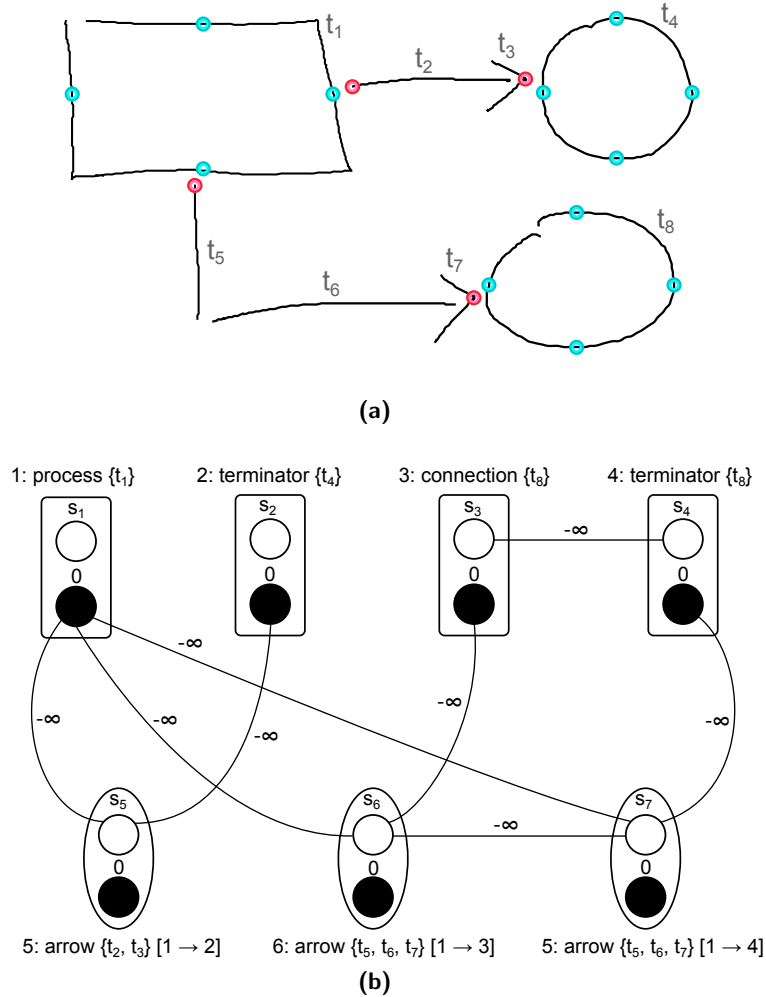 t1
t2 t3 t4
t5 t6 t7 t8
(a)
1: process {t1} 2: terminator {t4} 3: connection {t8} 4: terminator {t8}
s1 s2 s3 s4
-∞
0 0 0 0
-∞
-∞
-∞ -∞ -∞ -∞
s5 s6 s7
-∞
0 0 0
5: arrow {t2, t3} [1 → 2] 6: arrow {t5, t6, t7} [1 → 3] 5: arrow {t5, t6, t7} [1 → 4]
(b)